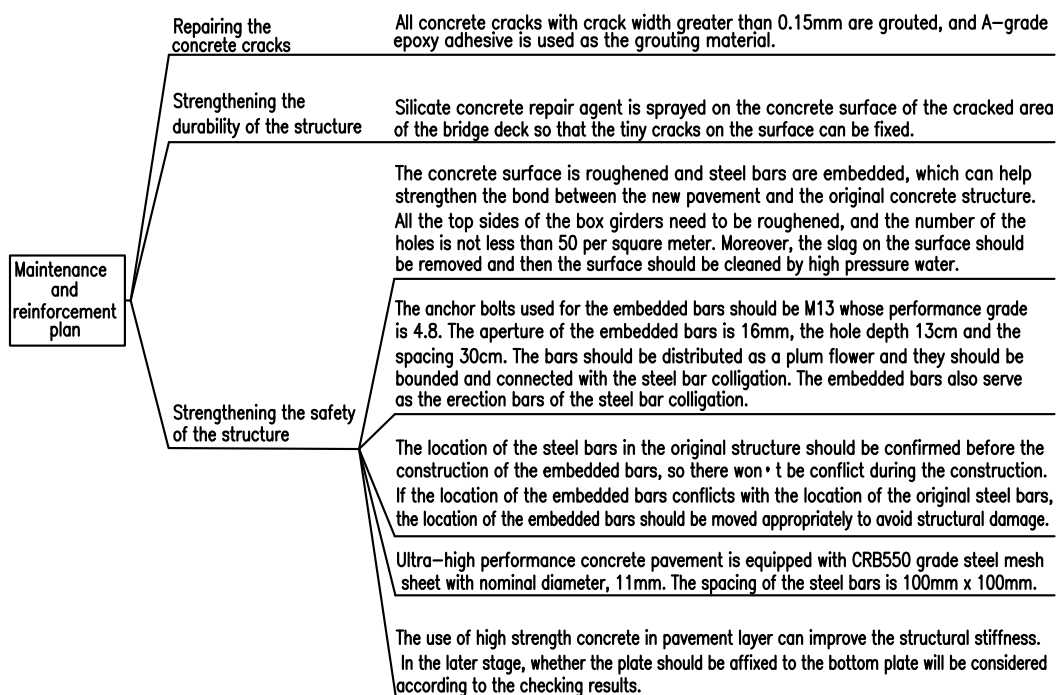 Maintenance
and
reinforcement
plan
Repairing the
concrete cracks
All concrete cracks with crack width greater than 0.15mm are grouted, and A-grade
epoxy adhesive is used as the grouting material.
Strengthening the
durability of the structure
Silicate concrete repair agent is sprayed on the concrete surface of the cracked area
of the bridge deck so that the tiny cracks on the surface can be fixed.
Strengthening the safety
of the structure
The concrete surface is roughened and steel bars are embedded, which can help
strengthen the bond between the new pavement and the original concrete structure.
All the top sides of the box girders need to be roughened, and the number of the
holes is not less than 50 per square meter. Moreover, the slag on the surface should
be removed and then the surface should be cleaned by high pressure water.
The anchor bolts used for the embedded bars should be M13 whose performance grade
is 4.8. The aperture of the embedded bars is 16mm, the hole depth 13cm and the
spacing 30cm. The bars should be distributed as a plum flower and they should be
bounded and connected with the steel bar colligation. The embedded bars also serve
as the erection bars of the steel bar colligation.
The location of the steel bars in the original structure should be confirmed before the
construction of the embedded bars, so there won• t be conflict during the construction.
If the location of the embedded bars conflicts with the location of the original steel bars,
the location of the embedded bars should be moved appropriately to avoid structural damage.
Ultra-high performance concrete pavement is equipped with CRB550 grade steel mesh
sheet with nominal diameter, 11mm. The spacing of the steel bars is 100mm x 100mm.
The use of high strength concrete in pavement layer can improve the structural stiffness.
In the later stage, whether the plate should be affixed to the bottom plate will be considered
according to the checking results.